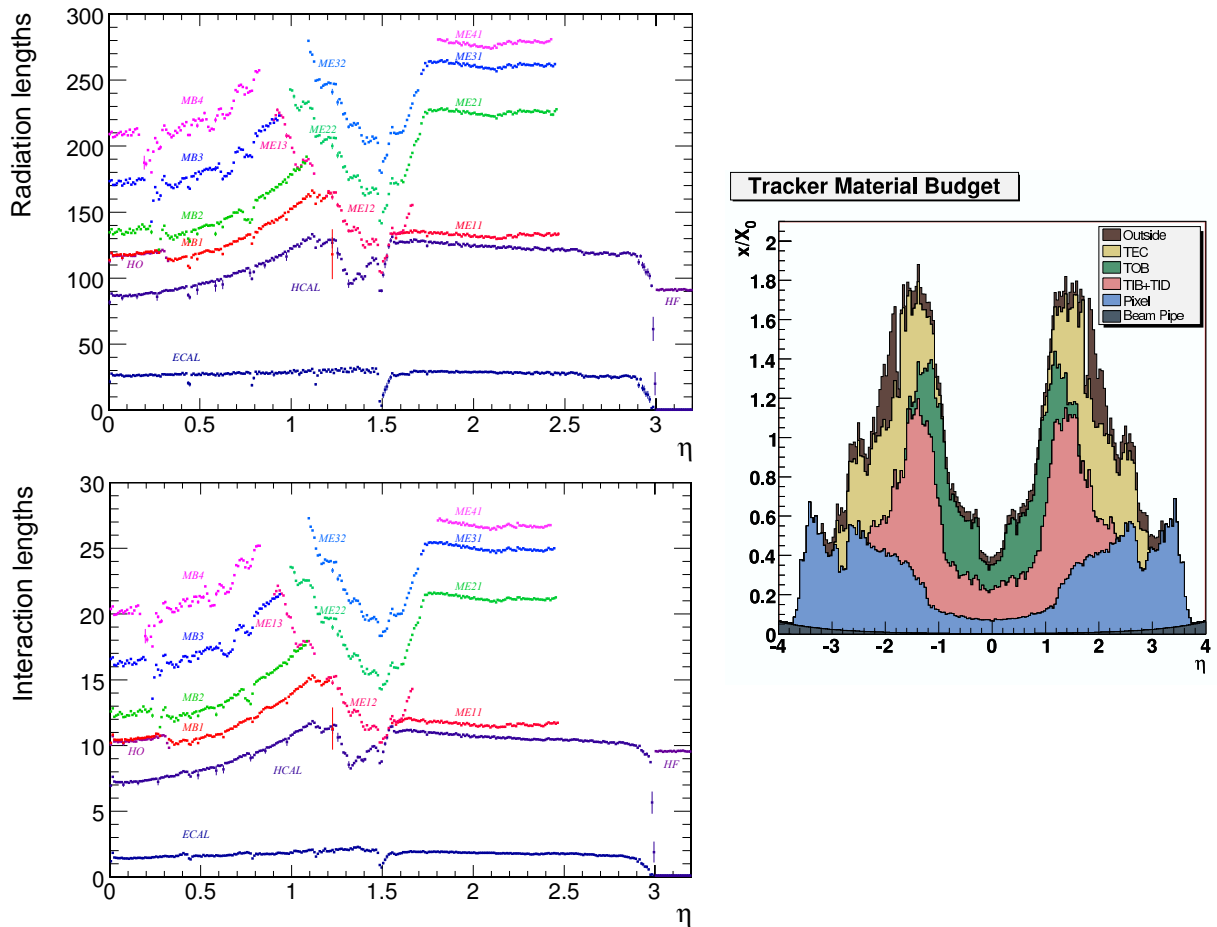 Radiation lengths
300
250
200
150
100
50
0
MB4
MB3
MB2
MB1
HO
ECAL
HCAL
ME13
ME32
ME22
ME12
ME41
ME31
ME21
ME11
HF
0 0.5 1 1.5 2 2.5 3
η
Interaction lengths
30
25
20
15
10
5
0
MB4
MB3
MB2
MB1
HO
ECAL
HCAL
ME13
ME32
ME22
ME12
ME41
ME31
ME21
ME11
HF
0 0.5 1 1.5 2 2.5 3
η
Tracker Material Budget
x/X0
2
1.8
1.6
1.4
1.2
1
0.8
0.6
0.4
0.2
0
Outside
TEC
TOB
TIB+TID
Pixel
Beam Pipe
-4 -3 -2 -1 0 1 2 3 4
η